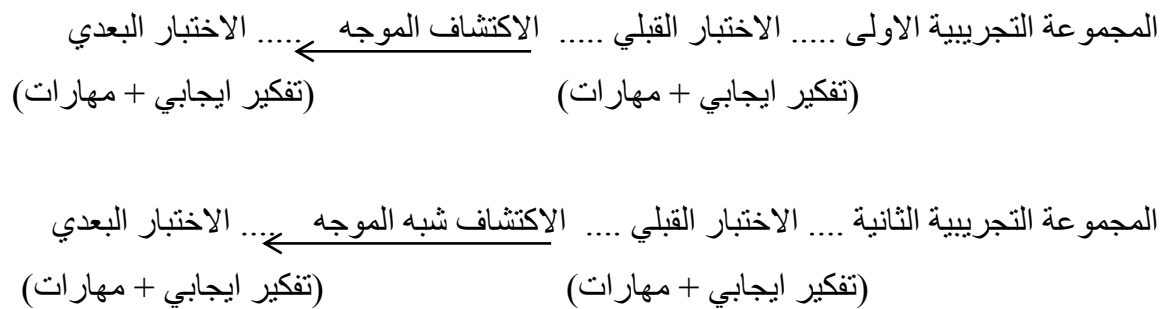 المجموعة التجريبية الاولى ..... الاختبار القبلي ..... الاكتشاف الموجه ..... الاختبار البعدي
(تفكير ايجابي + مهارات) (تفكير ايجابي + مهارات)
المجموعة التجريبية الثانية .... الاختبار القبلي .... الاكتشاف شبه الموجه .... الاختبار البعدي
(تفكير ايجابي + مهارات) (تفكير ايجابي + مهارات)